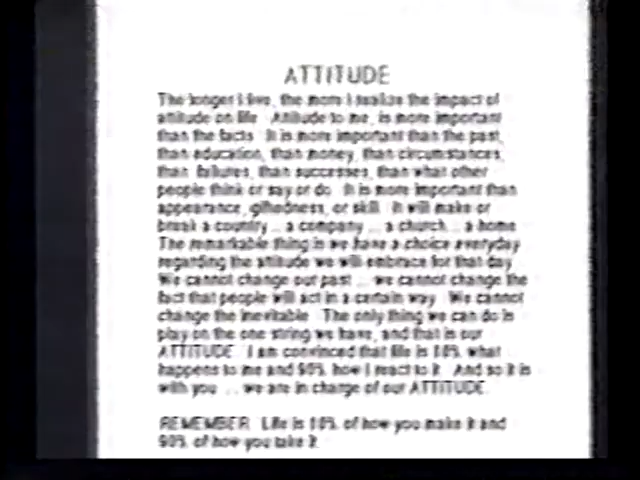 ATTITUDE
The longer I live, the more I realize the impact of
attitude on life Attitude to me, is more important
than the facts It is more important than the past,
than education, than money, than circumstances,
than failures, than successes, than what other
people think or say or do It is more important than
appearance, giftedness, or skill It will make or
break a country ... a company ... a church ... a home
The remarkable thing is we have a choice everyday
regarding the attitude we will embrace for that day
We cannot change our past ... we cannot change the
fact that people will act in a certain way We cannot
change the inevitable The only thing we can do is
play on the one string we have, and that is our
ATTITUDE I am convinced that life is 10% what
happens to me and 90% how I react to it And so it is
with you ... we are in charge of our ATTITUDE
REMEMBER Life is 10% of how you make it and
90% of how you take it